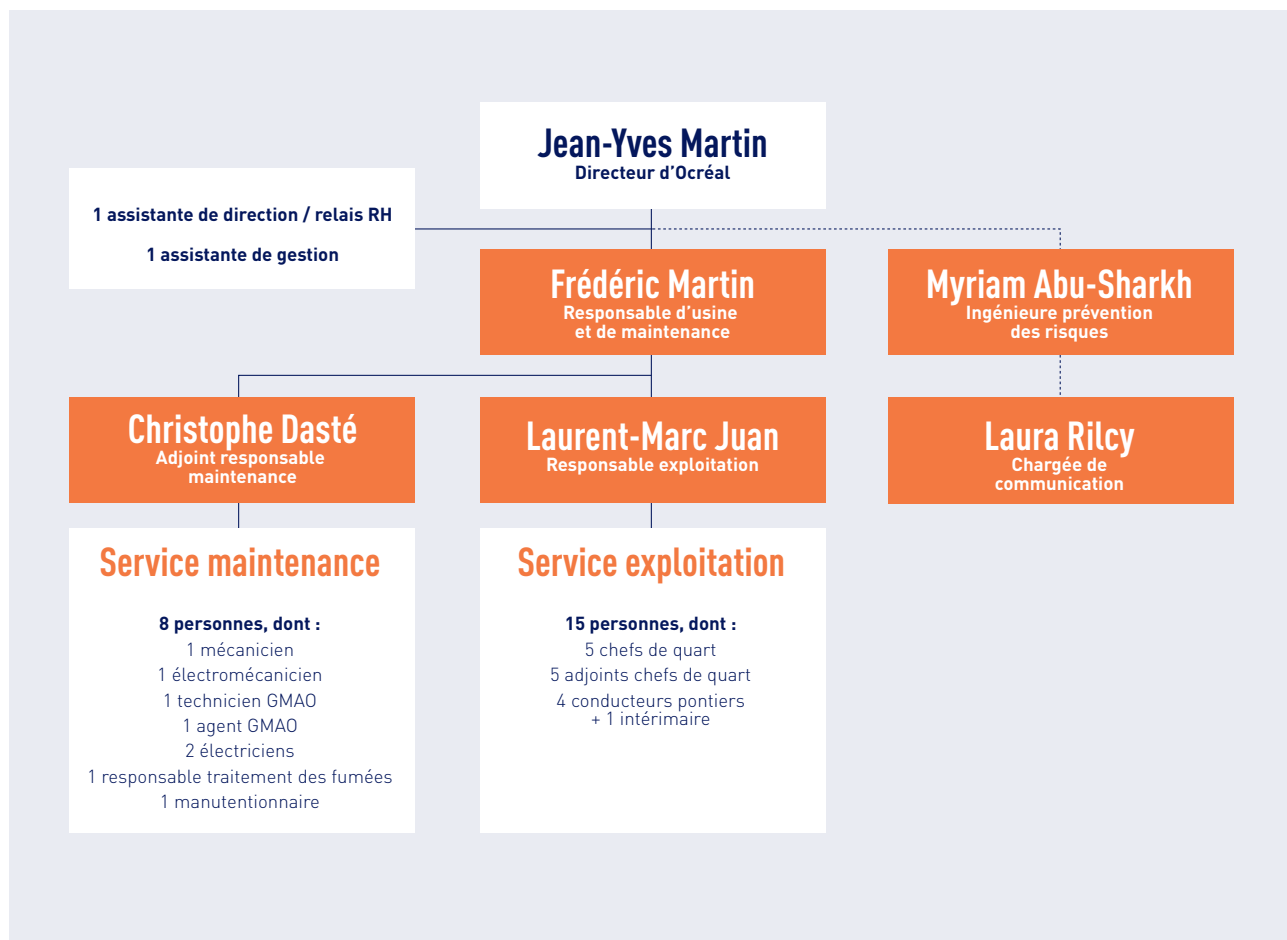 Jean-Yves Martin
Directeur d'Ocréal
1 assistante de direction / relais RH
1 assistante de gestion
Frédéric Martin
Responsable d'usine
et de maintenance
Myriam Abu-Sharkh
Ingénieure prévention
des risques
Christophe Dasté
Adjoint responsable
maintenance
Laurent-Marc Juan
Responsable exploitation
Laura Rilcy
Chargée de
communication
Service maintenance
8 personnes, dont :
1 mécanicien
1 électromécanicien
1 technicien GMAO
1 agent GMAO
2 électriciens
1 responsable traitement des fumées
1 manutentionnaire
Service exploitation
15 personnes, dont :
5 chefs de quart
5 adjoints chefs de quart
4 conducteurs pontiers
+ 1 intérimaire